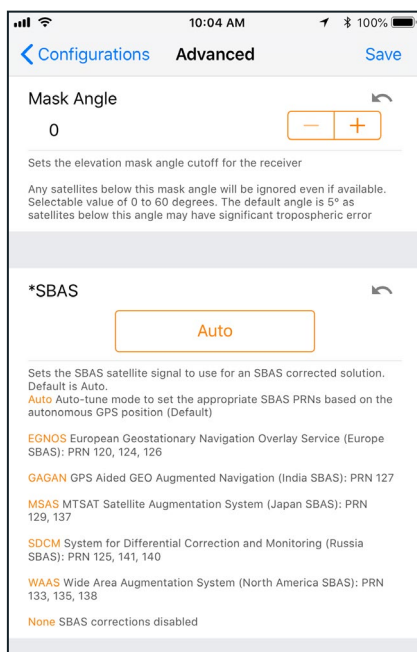 10:04 AM 100%
Configurations Advanced Save
Mask Angle
0 − +
Sets the elevation mask angle cutoff for the receiver
Any satellites below this mask angle will be ignored even if available.
Selectable value of 0 to 60 degrees. The default angle is 5° as
satellites below this angle may have significant tropospheric error
*SBAS
Auto
Sets the SBAS satellite signal to use for an SBAS corrected solution.
Default is Auto.
Auto Auto-tune mode to set the appropriate SBAS PRNs based on the
autonomous GPS position (Default)
EGNOS European Geostationary Navigation Overlay Service (Europe
SBAS): PRN 120, 124, 126
GAGAN GPS Aided GEO Augmented Navigation (India SBAS): PRN 127
MSAS MTSAT Satellite Augmentation System (Japan SBAS): PRN
129, 137
SDCM System for Differential Correction and Monitoring (Russia
SBAS): PRN 125, 141, 140
WAAS Wide Area Augmentation System (North America SBAS): PRN
133, 135, 138
None SBAS corrections disabled